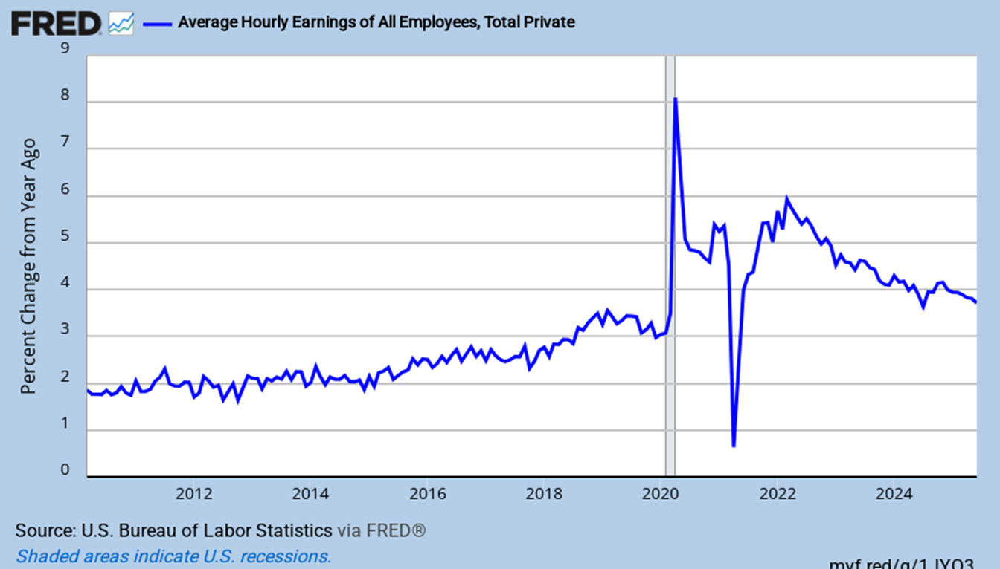 FRED
Average Hourly Earnings of All Employees, Total Private
Percent Change from Year Ago
9
8
7
6
5
4
3
2
1
0
2012 2014 2016 2018 2020 2022 2024
Source: U.S. Bureau of Labor Statistics via FRED®
Shaded areas indicate U.S. recessions.